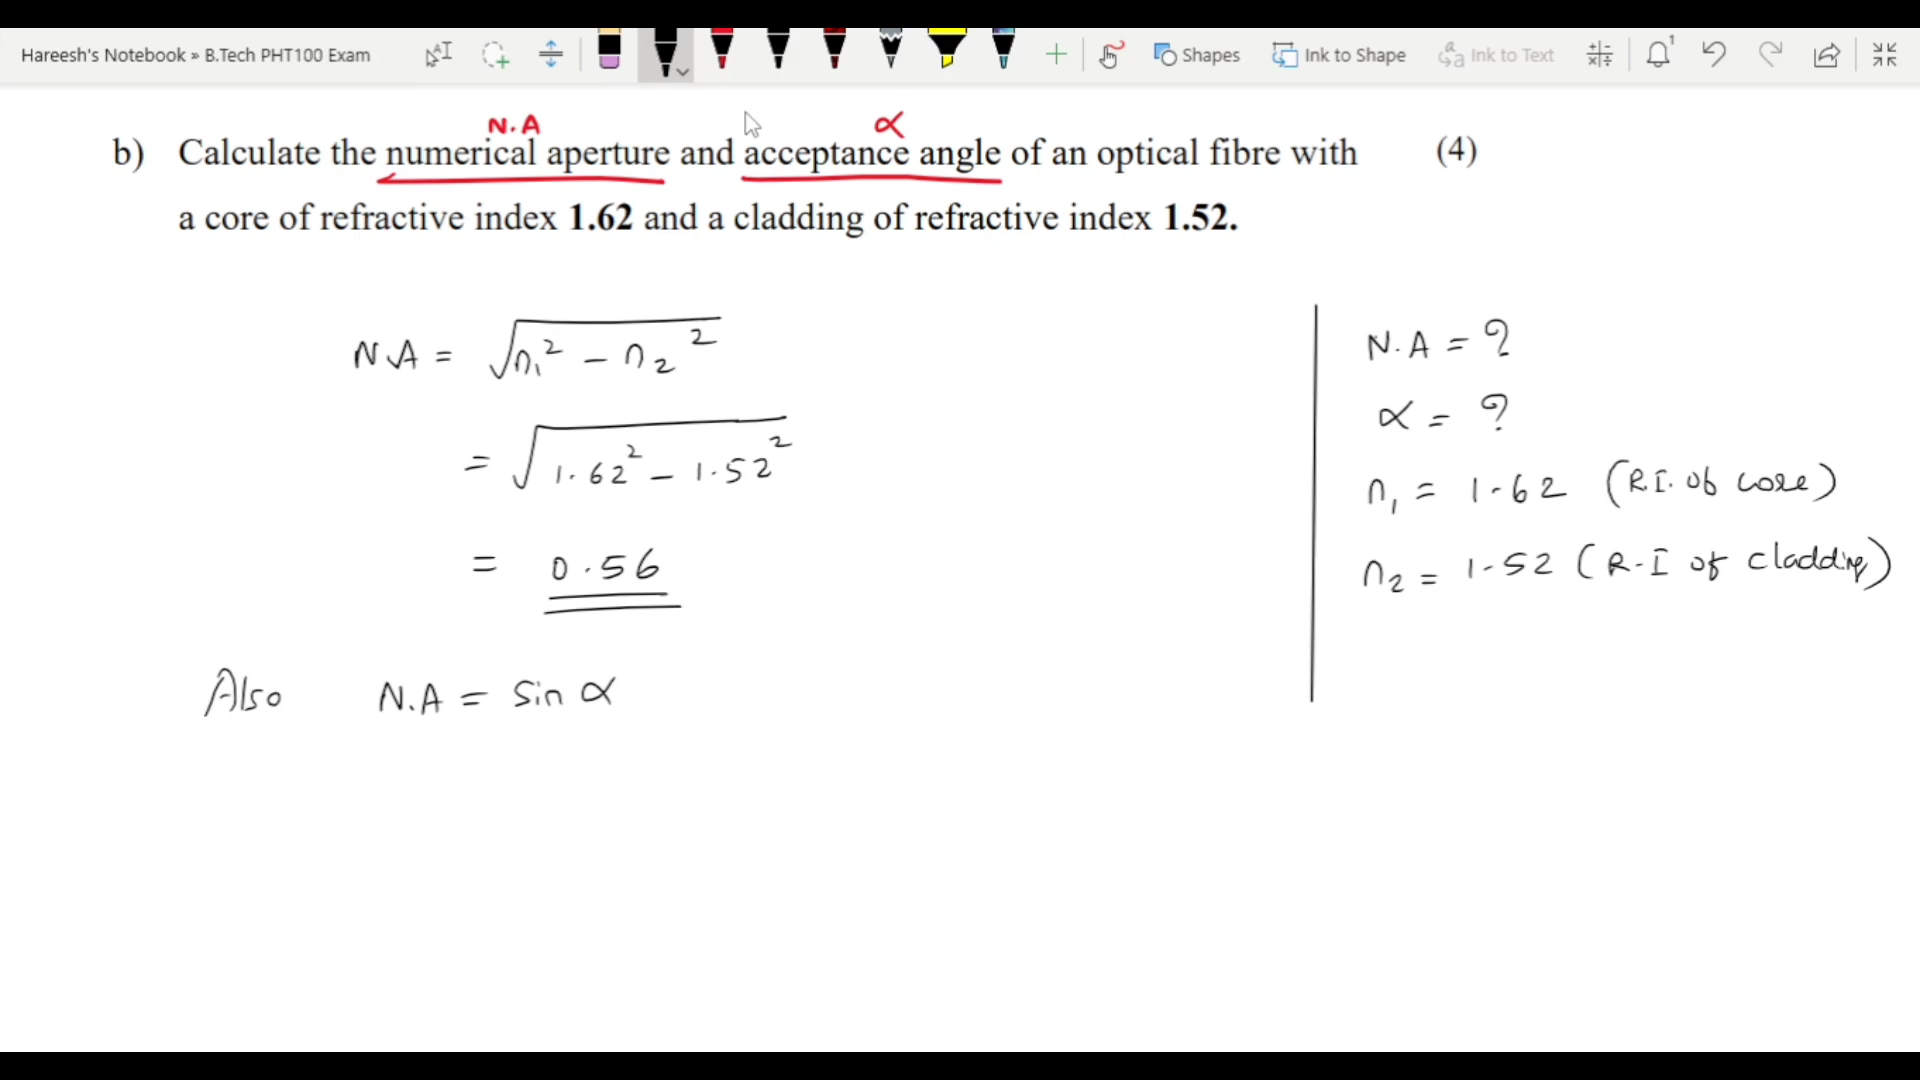 Hareesh's Notebook » B.Tech PHT100 Exam
Shapes
Ink to Shape
Ink to Text
1
N.A
α
b) Calculate the numerical aperture and acceptance angle of an optical fibre with (4)
a core of refractive index 1.62 and a cladding of refractive index 1.52.
N.A = √(n₁² − n₂²)
= √(1.62² − 1.52²)
= 0.56
Also N.A = sin α
N.A = ?
α = ?
n₁ = 1.62 (R.I. of core)
n₂ = 1.52 (R.I of cladding)